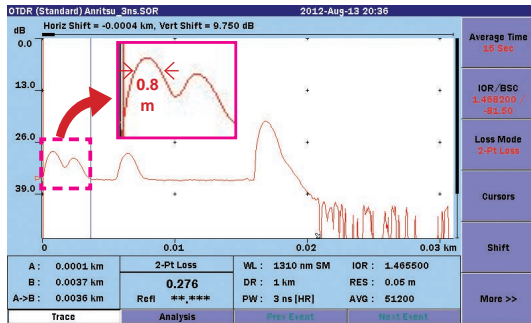 OTDR (Standard) Anritsu_3ns.SOR 2012-Aug-13 20:36
dB Horiz Shift = -0.0004 km, Vert Shift = 9.750 dB
0.0
13.0
26.0
39.0
0.8
m
0 0.01 0.02 0.03 km
A : 0.0001 km 2-Pt Loss WL : 1310 nm SM IOR : 1.465500
B : 0.0037 km 0.276 DR : 1 km RES : 0.05 m
A->B : 0.0036 km Refl **.*** PW : 3 ns [HR] AVG : 51200
Trace Analysis Prev Event Next Event
Average Time
15 Sec
IOR/BSC
1.468200 /
-81.50
Loss Mode
2-Pt Loss
Cursors
Shift
More >>